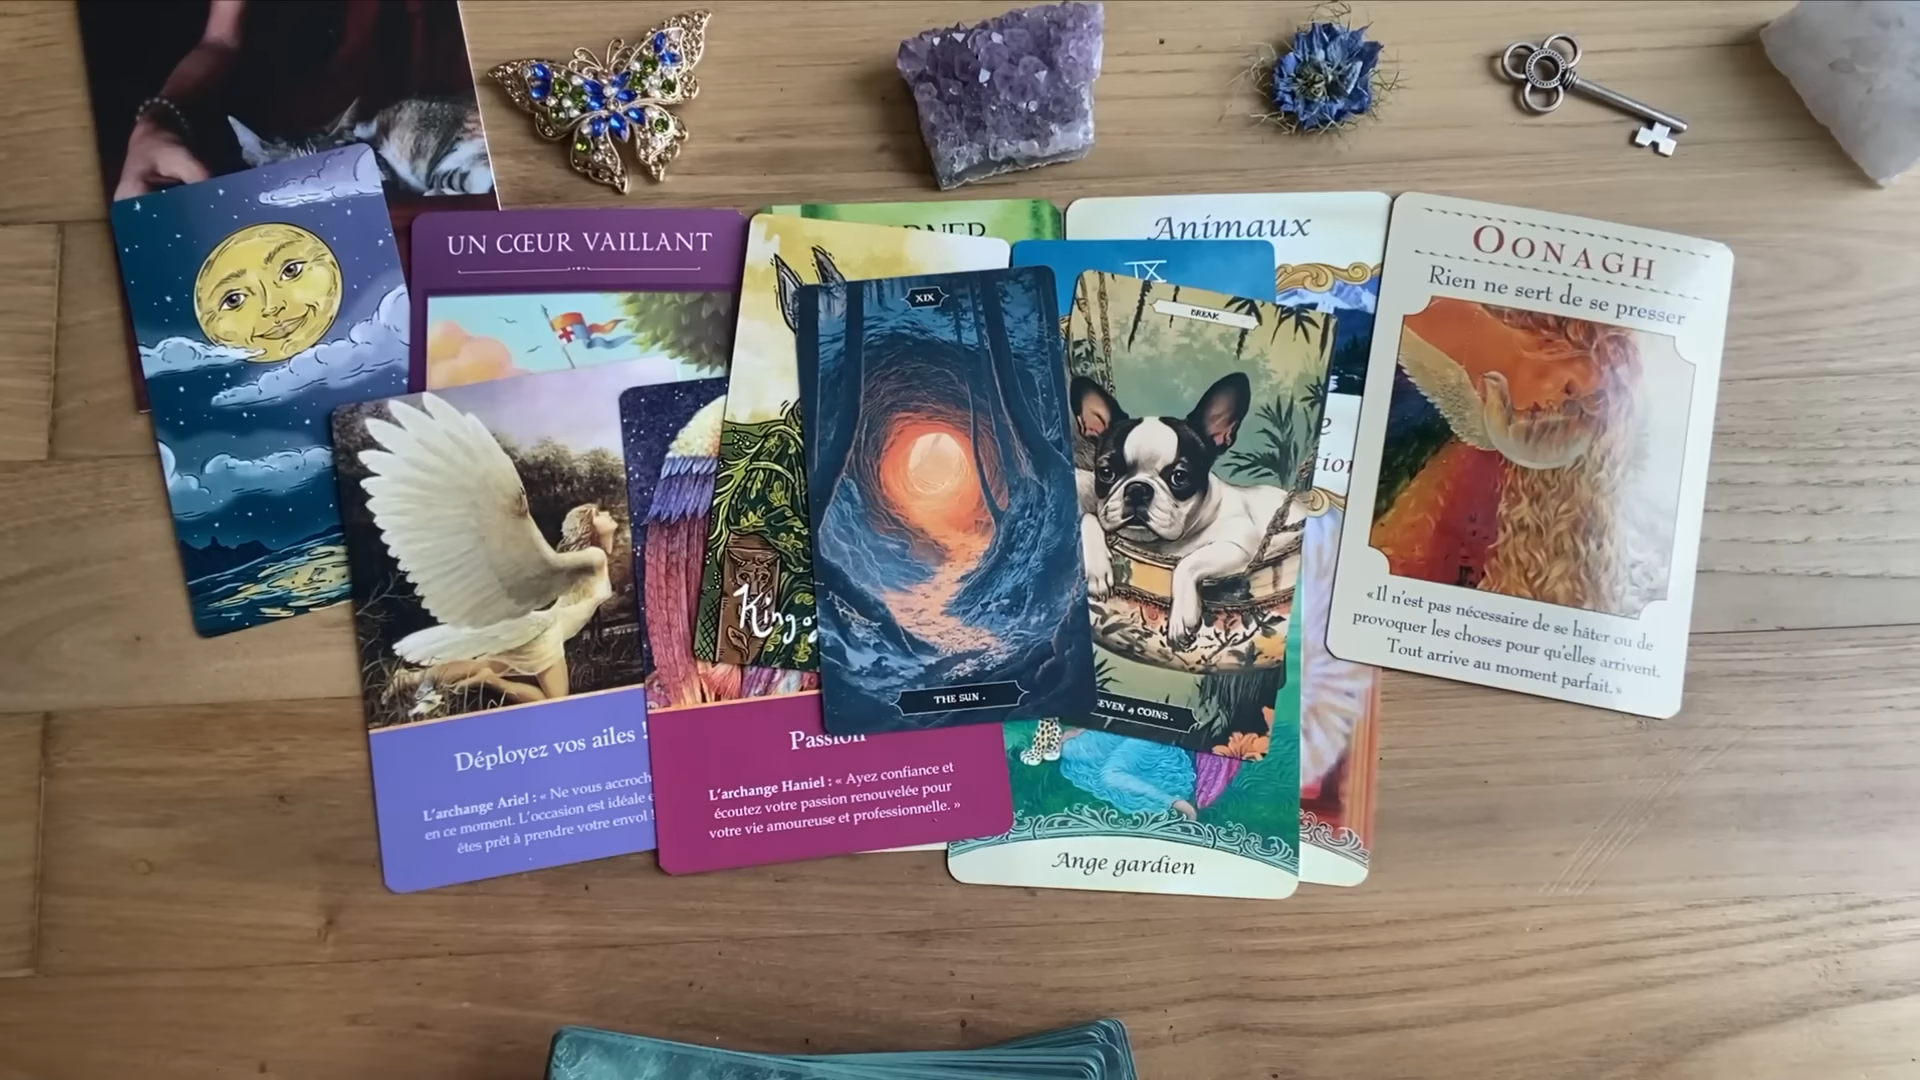 UN CŒUR VAILLANT
Animaux
OONAGH
Rien ne sert de se presser
IX
XIX
BREAK
«Il n'est pas nécessaire de se hâter ou de
provoquer les choses pour qu'elles arrivent.
Tout arrive au moment parfait.»
King of
THE SUN.
COINS.
Déployez vos ailes !
L'archange Ariel : « Ne vous
en ce moment. L'occasion est idéale
êtes prêt à prendre votre envol !
Passion
L'archange Haniel : « Ayez confiance et
écoutez votre passion renouvelée pour
votre vie amoureuse et professionnelle. »
Ange gardien